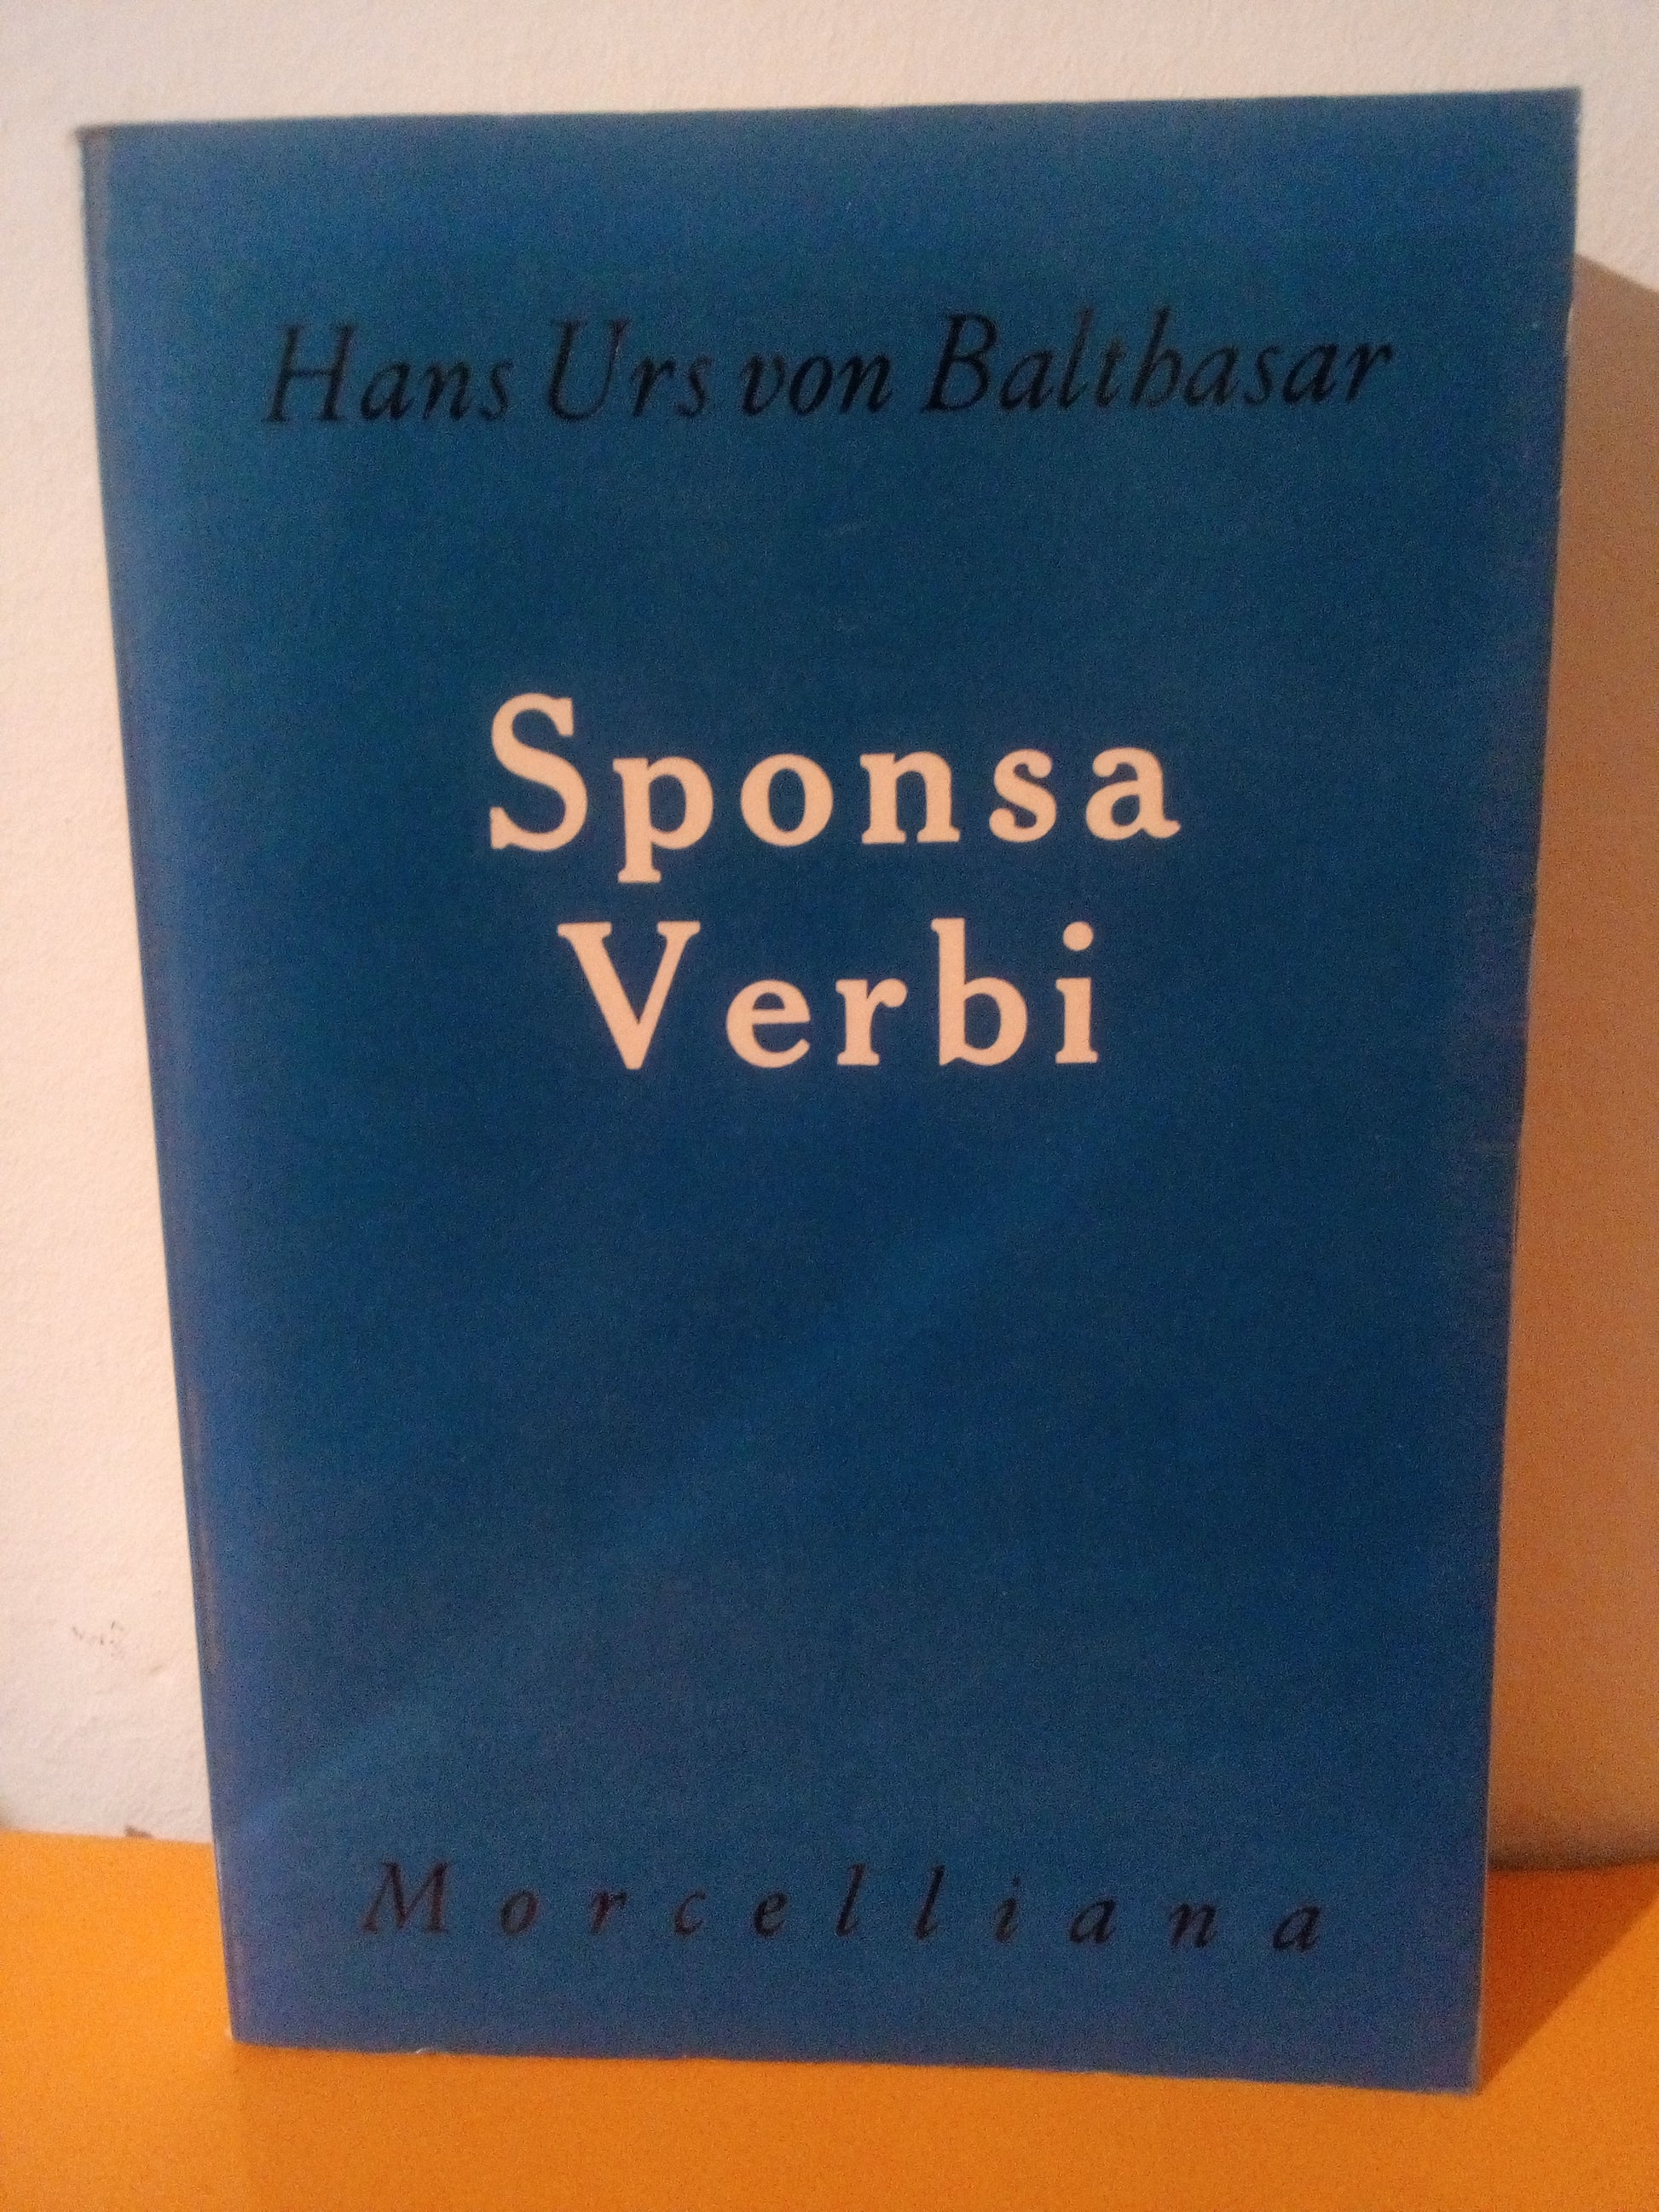 Hans Urs von Balthasar
Sponsa
Verbi
Morcelliana